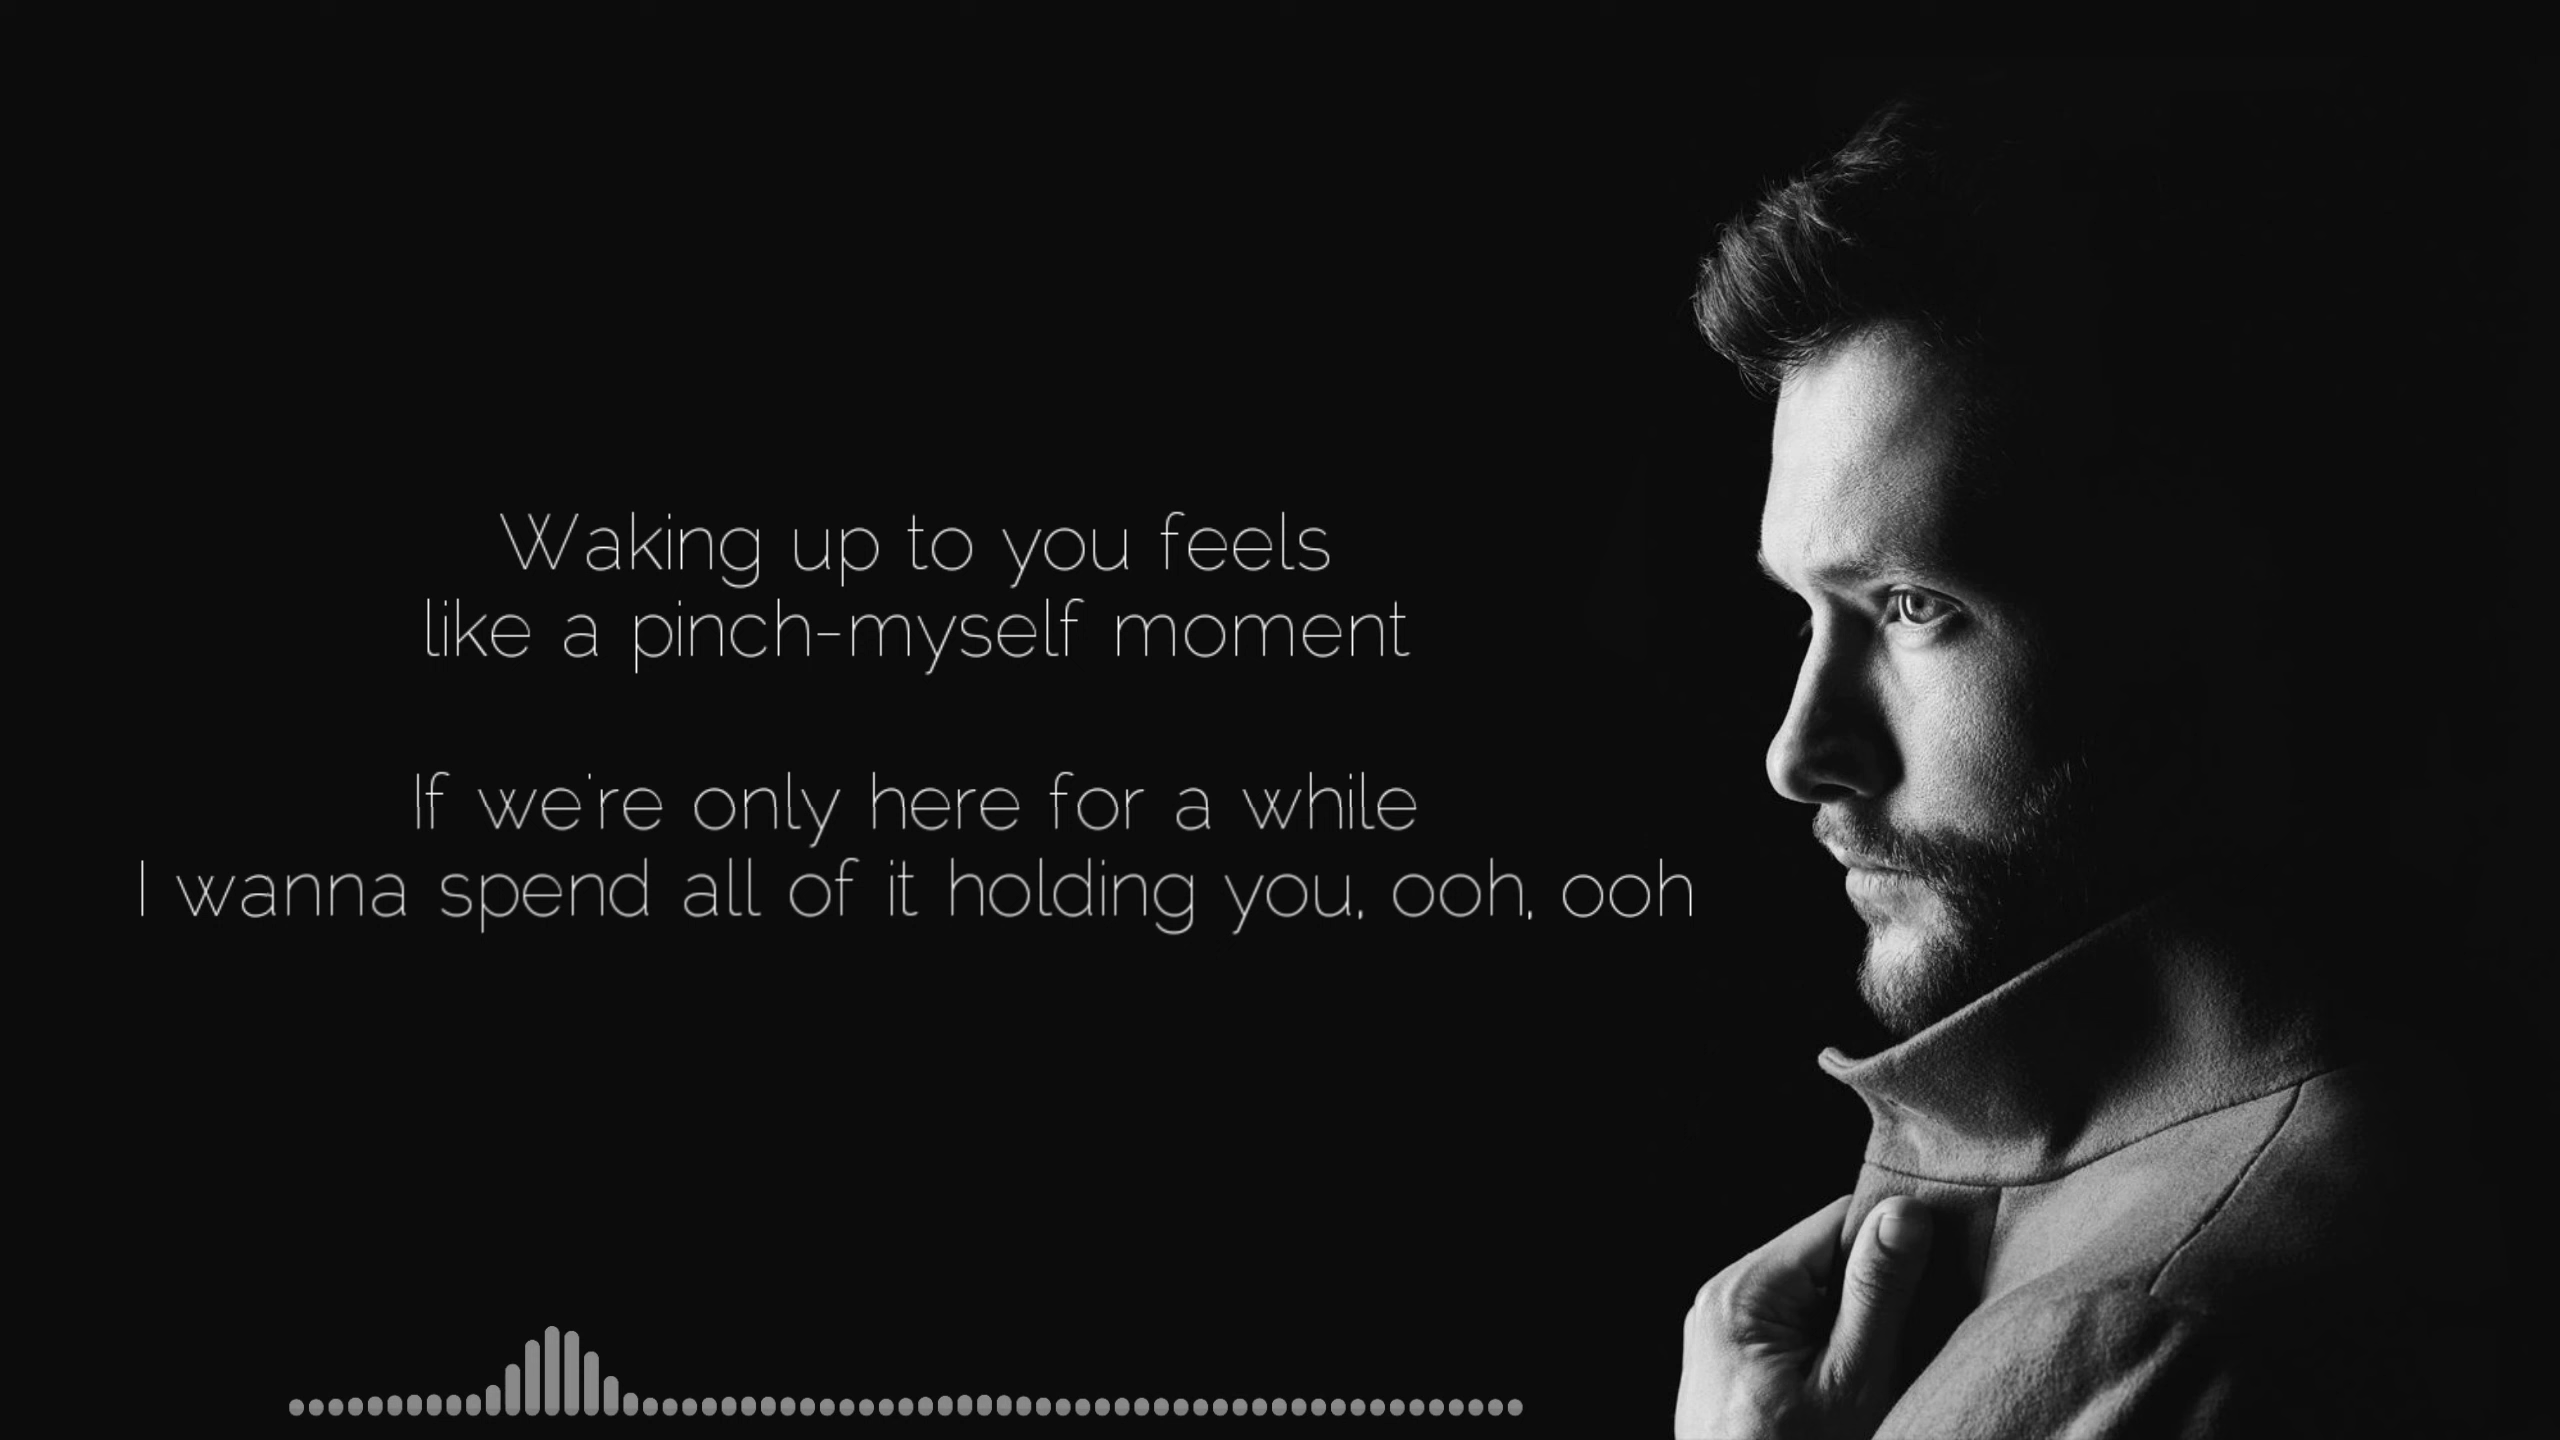 Waking up to you feels
like a pinch-myself moment
If we're only here for a while
I wanna spend all of it holding you, ooh, ooh